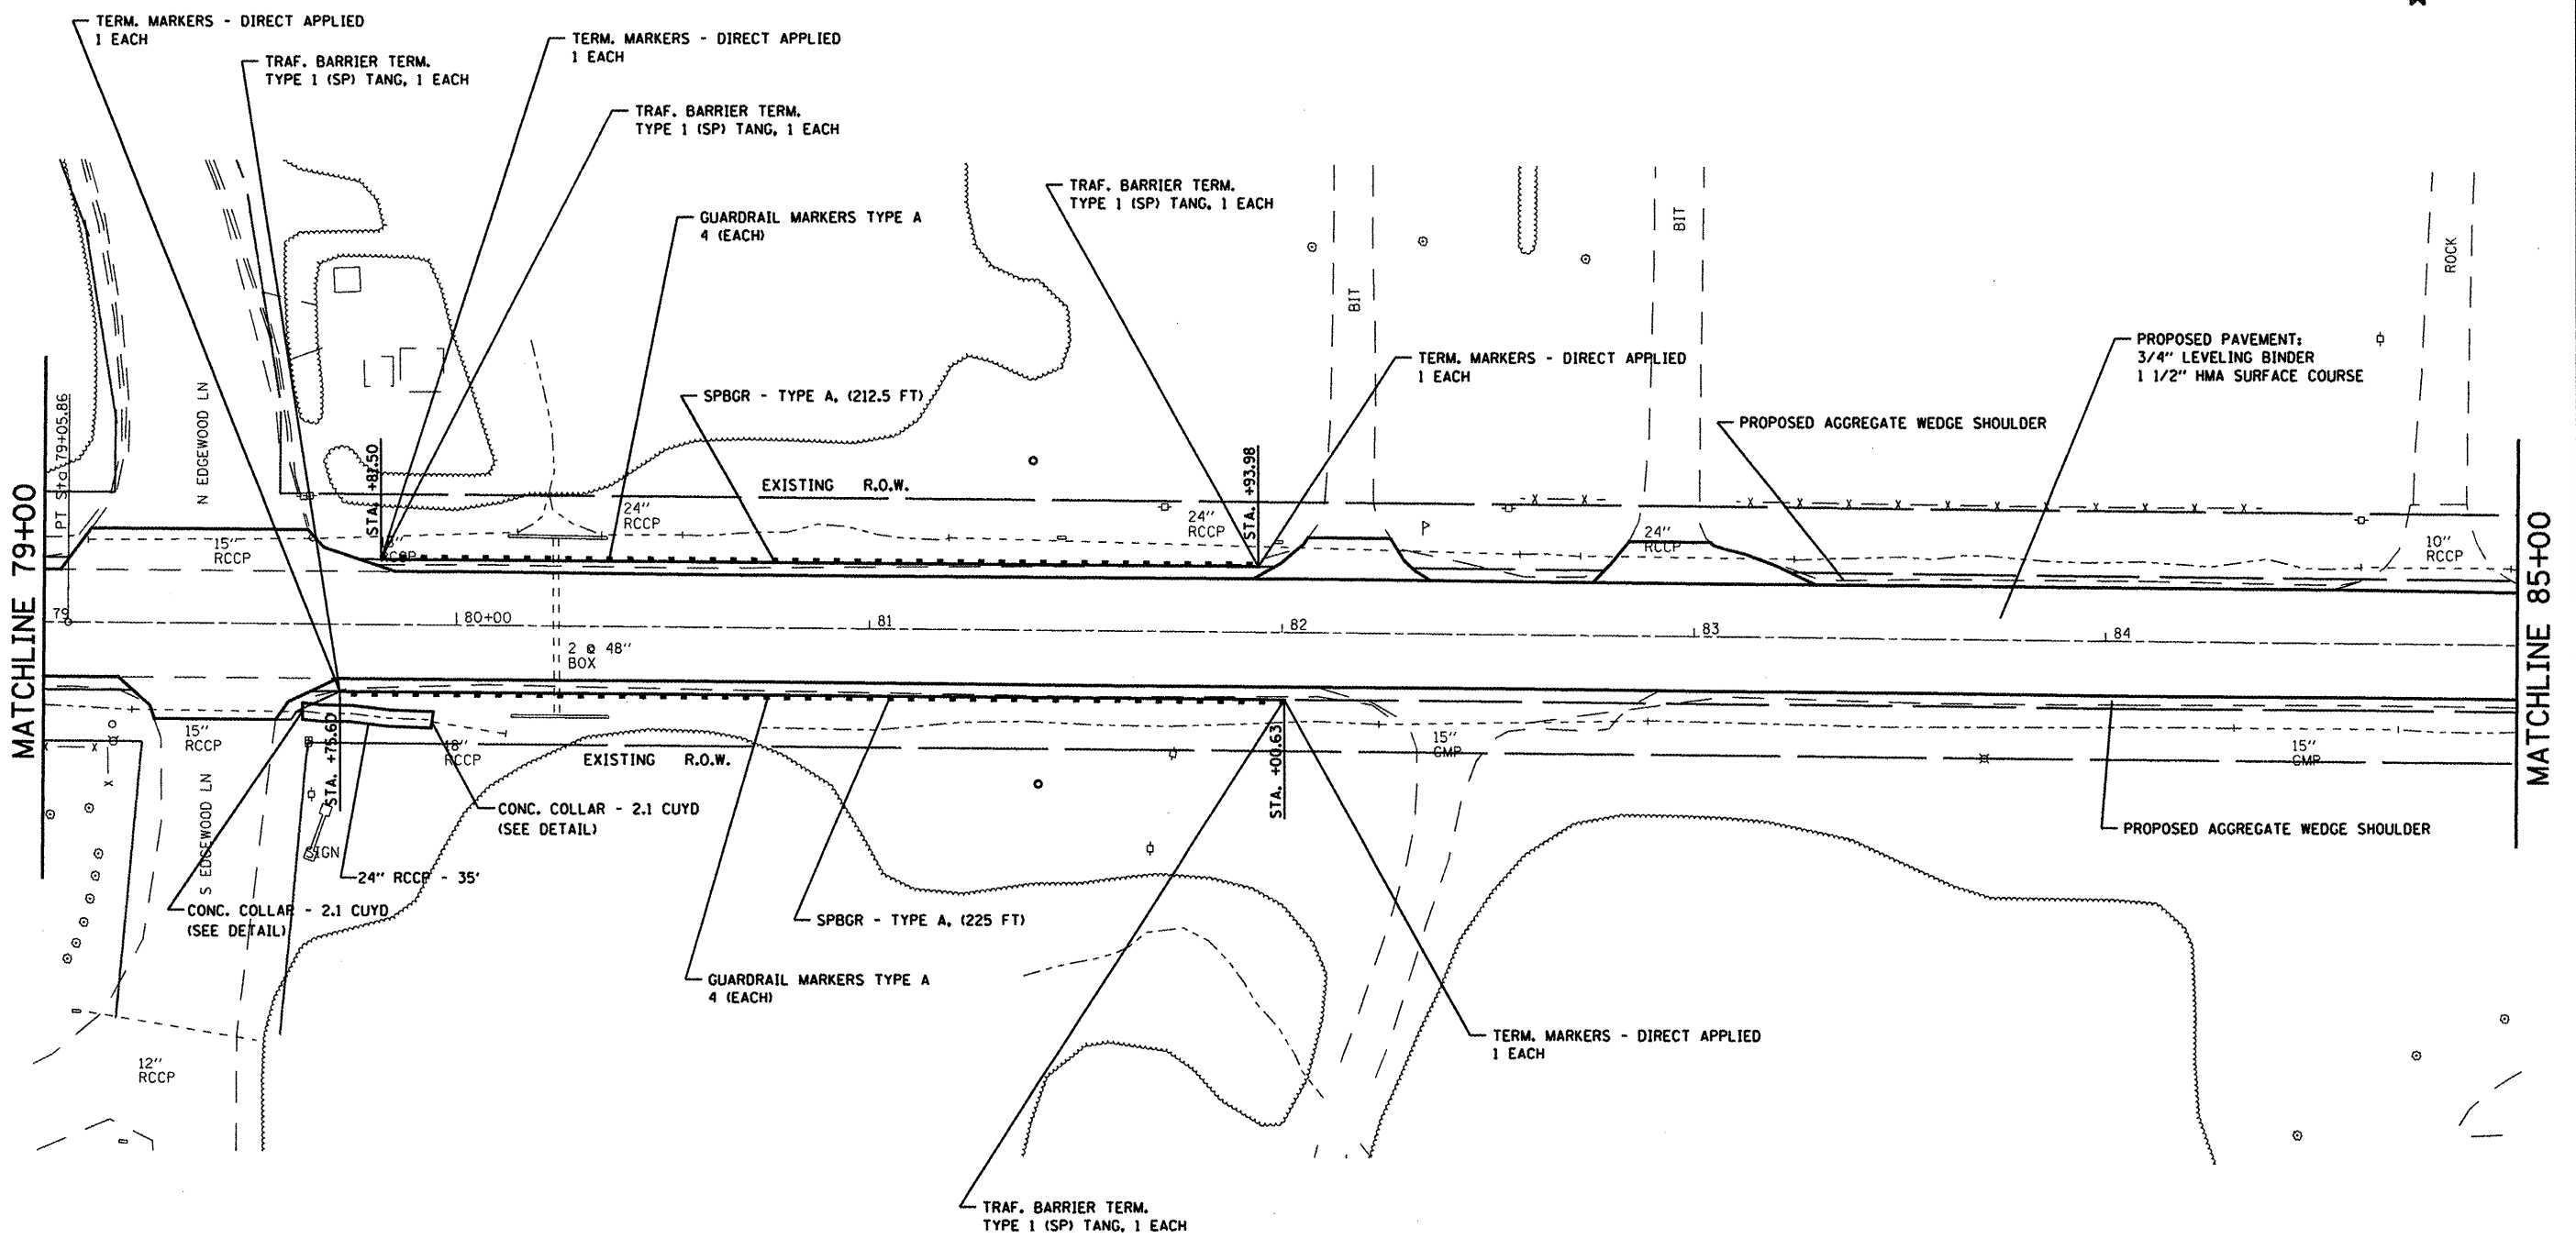 TERM. MARKERS - DIRECT APPLIED
1 EACH
TRAF. BARRIER TERM.
TYPE 1 (SP) TANG, 1 EACH
TERM. MARKERS - DIRECT APPLIED
1 EACH
TRAF. BARRIER TERM.
TYPE 1 (SP) TANG, 1 EACH
GUARDRAIL MARKERS TYPE A
4 (EACH)
TRAF. BARRIER TERM.
TYPE 1 (SP) TANG, 1 EACH
BIT
BIT
ROCK
TERM. MARKERS - DIRECT APPLIED
1 EACH
PROPOSED PAVEMENT:
3/4" LEVELING BINDER
1 1/2" HMA SURFACE COURSE
SPBGR - TYPE A, (212.5 FT)
PROPOSED AGGREGATE WEDGE SHOULDER
MATCHLINE 79+00
PT Sta 79+05.86
N EDGEWOOD LN
STA. +81.50
EXISTING R.O.W.
STA. +93.98
24"
RCCP
24"
RCCP
15"
RCCP
24"
RCCP
10"
RCCP
MATCHLINE 85+00
79
80+00
81
82
83
84
2 @ 48"
BOX
15"
RCCP
STA. +75.60
18"
RCCP
EXISTING R.O.W.
STA. +00.63
15"
CMP
15"
CMP
S EDGEWOOD LN
SIGN
CONC. COLLAR - 2.1 CUYD
(SEE DETAIL)
PROPOSED AGGREGATE WEDGE SHOULDER
24" RCCP - 35'
CONC. COLLAR - 2.1 CUYD
(SEE DETAIL)
SPBGR - TYPE A, (225 FT)
GUARDRAIL MARKERS TYPE A
4 (EACH)
TERM. MARKERS - DIRECT APPLIED
1 EACH
12"
RCCP
TRAF. BARRIER TERM.
TYPE 1 (SP) TANG, 1 EACH